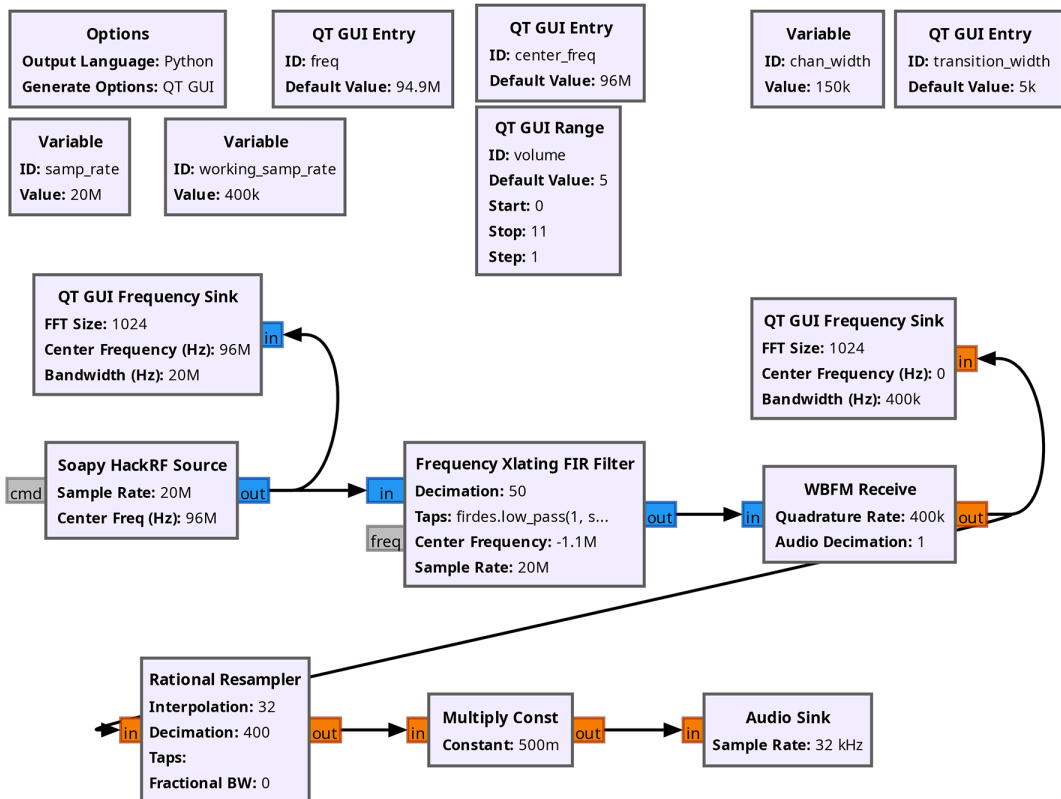 Options
Output Language: Python
Generate Options: QT GUI
QT GUI Entry
ID: freq
Default Value: 94.9M
QT GUI Entry
ID: center_freq
Default Value: 96M
Variable
ID: chan_width
Value: 150k
QT GUI Entry
ID: transition_width
Default Value: 5k
Variable
ID: samp_rate
Value: 20M
Variable
ID: working_samp_rate
Value: 400k
QT GUI Range
ID: volume
Default Value: 5
Start: 0
Stop: 11
Step: 1
QT GUI Frequency Sink
FFT Size: 1024
Center Frequency (Hz): 96M
Bandwidth (Hz): 20M
in
QT GUI Frequency Sink
FFT Size: 1024
Center Frequency (Hz): 0
Bandwidth (Hz): 400k
in
cmd
Soapy HackRF Source
Sample Rate: 20M
Center Freq (Hz): 96M
out
in
freq
Frequency Xlating FIR Filter
Decimation: 50
Taps: firdes.low_pass(1, s...
Center Frequency: -1.1M
Sample Rate: 20M
out
in
WBFM Receive
Quadrature Rate: 400k
Audio Decimation: 1
out
in
Rational Resampler
Interpolation: 32
Decimation: 400
Taps:
Fractional BW: 0
out
in
Multiply Const
Constant: 500m
out
in
Audio Sink
Sample Rate: 32 kHz